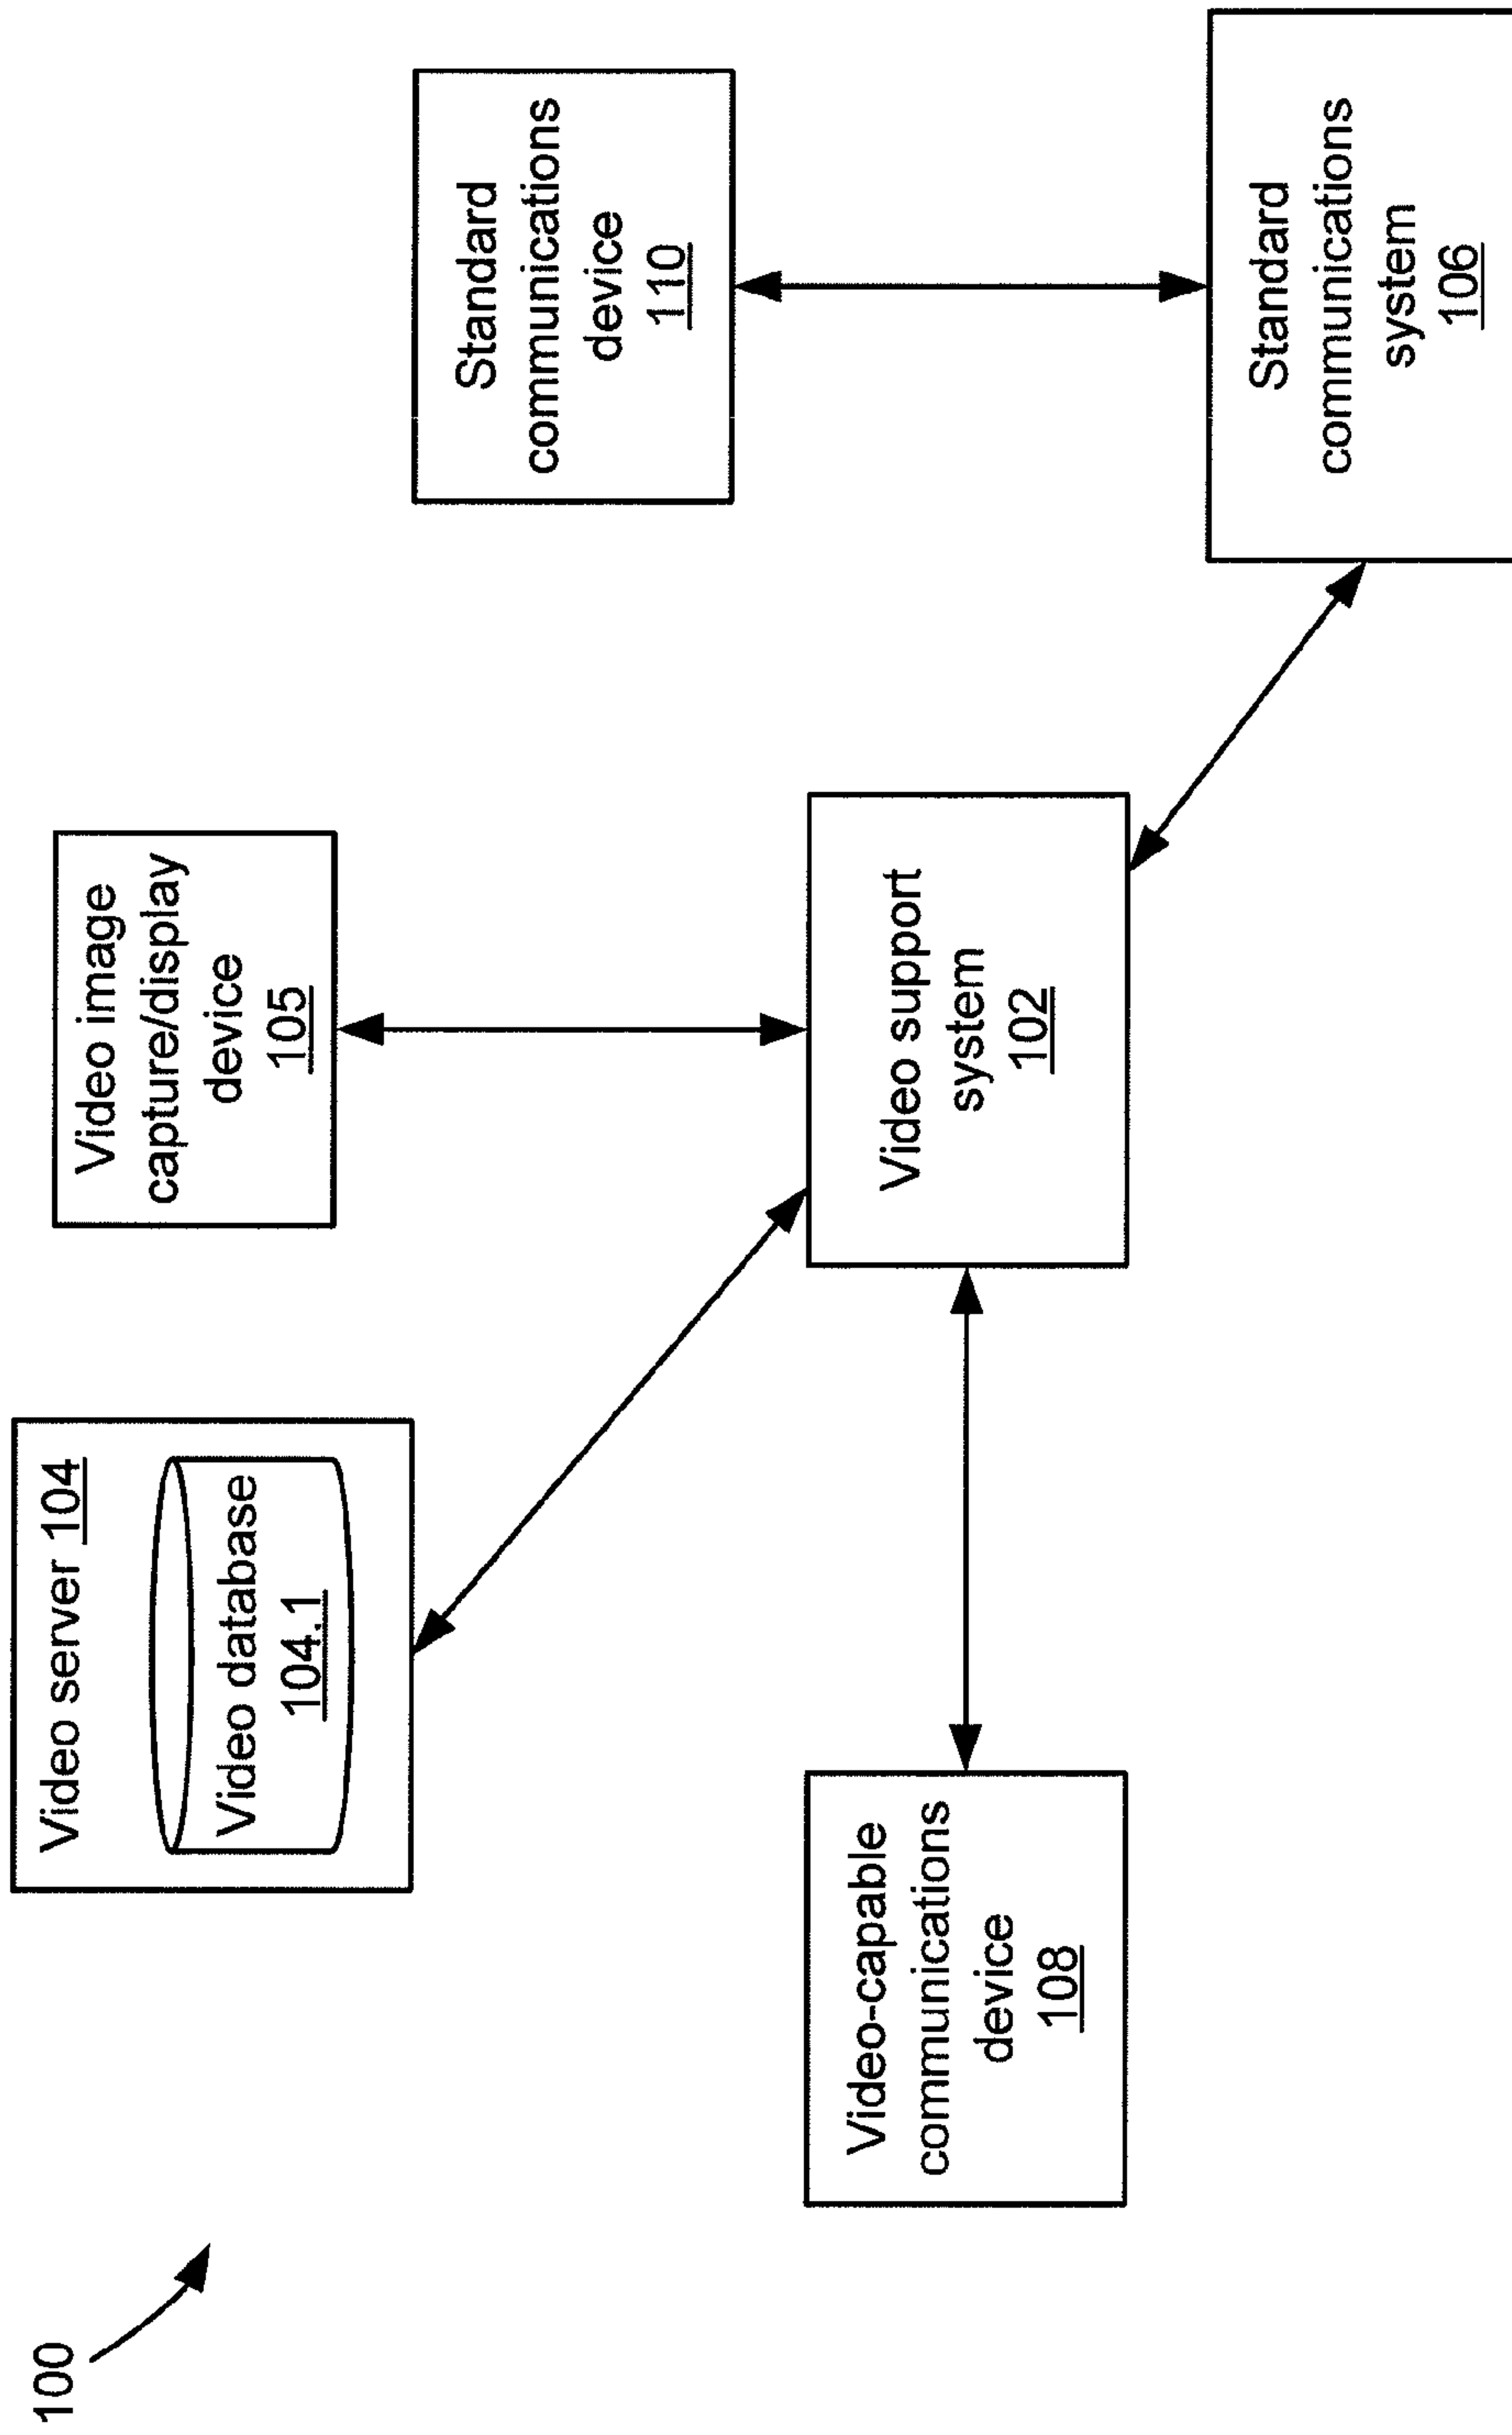 100
Video server 104
Video database
104.1
Video image
capture/display
device
105
Standard
communications
device
110
Video-capable
communications
device
108
Video support
system
102
Standard
communications
system
106